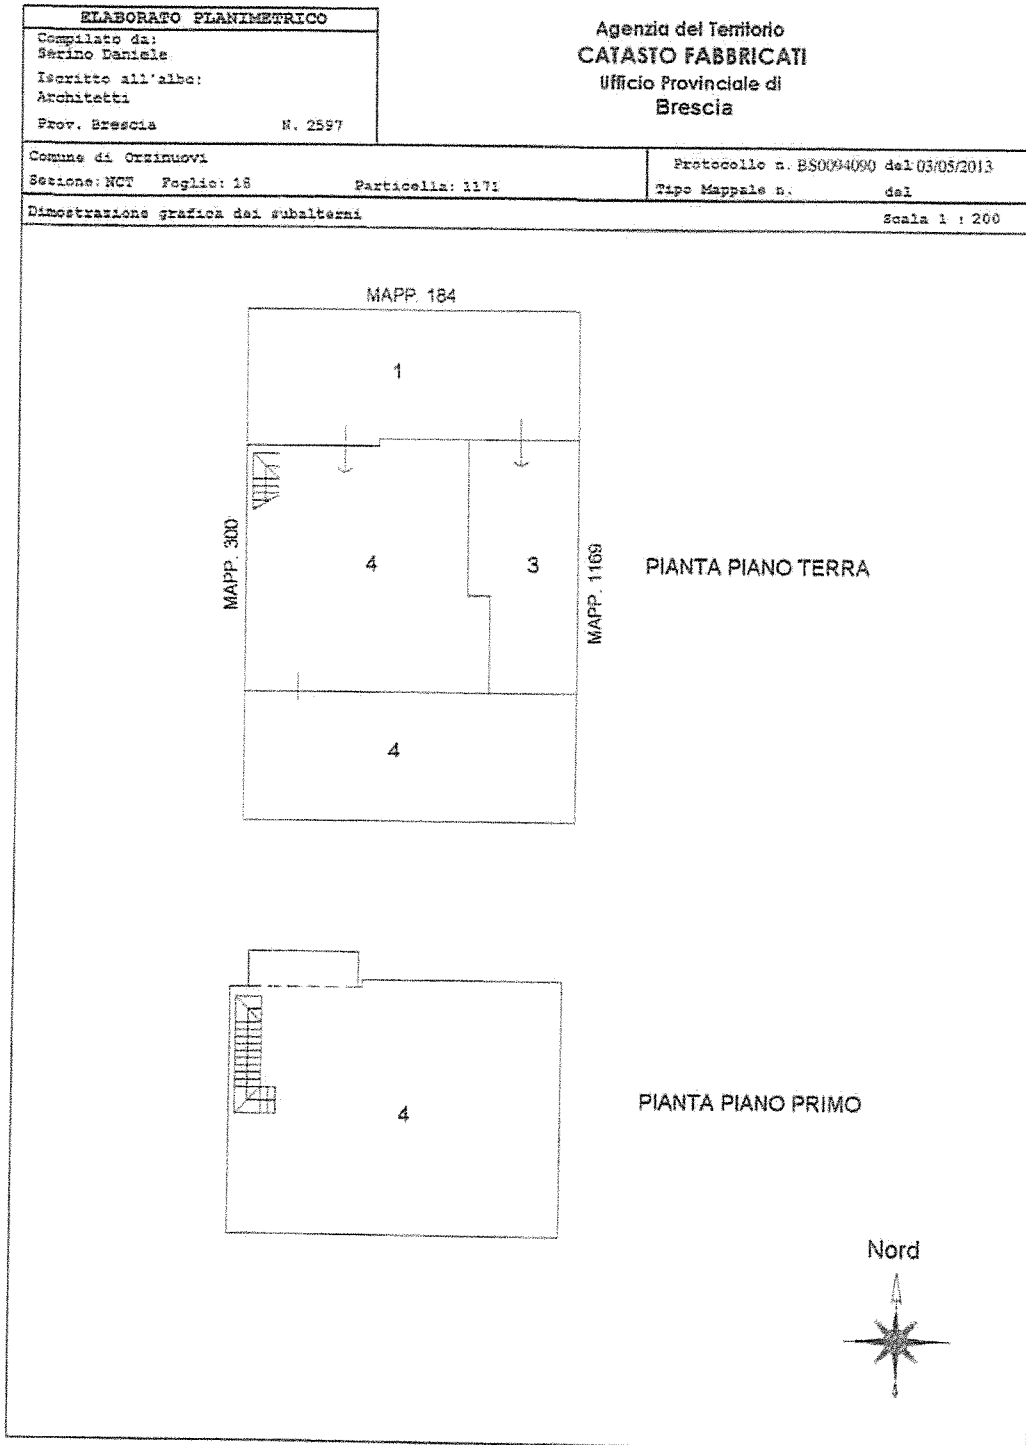 ELABORATO PLANIMETRICO
Compilato da:
Serino Daniele
Iscritto all'albo:
Architetti
Prov. Brescia N. 2597
Agenzia del Territorio
CATASTO FABBRICATI
Ufficio Provinciale di
Brescia
Comune di Orzinuovi
Sezione: NCT Foglio: 18 Particella: 1171
Protocollo n. BS0094090 del 03/05/2013
Tipo Mappale n. del
Dimostrazione grafica dei subalterni Scala 1 : 200
MAPP. 184
1
MAPP. 300
4
3
MAPP. 1169
PIANTA PIANO TERRA
4
4
PIANTA PIANO PRIMO
Nord